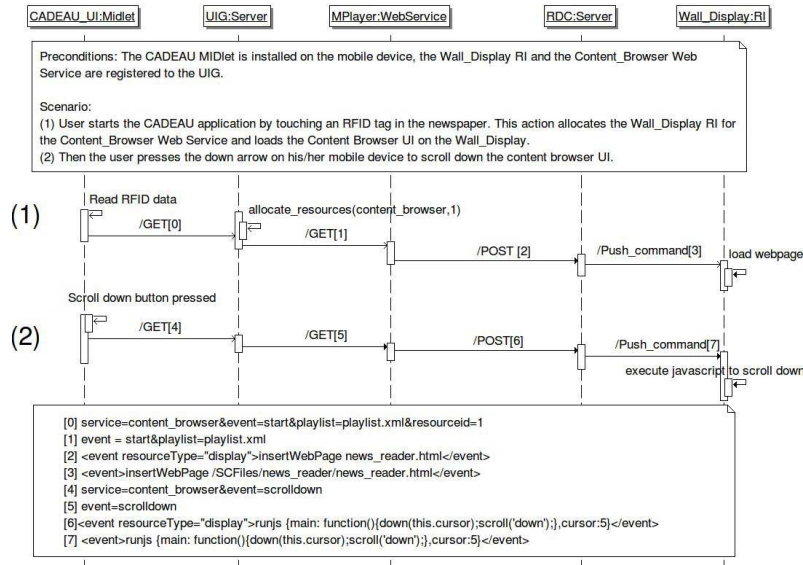 CADEAU_UI:Midlet UIG:Server MPlayer:WebService RDC:Server Wall_Display:RI
Preconditions: The CADEAU MIDlet is installed on the mobile device, the Wall_Display RI and the Content_Browser Web
Service are registered to the UIG.
Scenario:
(1) User starts the CADEAU application by touching an RFID tag in the newspaper. This action allocates the Wall_Display RI for
the Content_Browser Web Service and loads the Content Browser UI on the Wall_Display.
(2) Then the user presses the down arrow on his/her mobile device to scroll down the content browser UI.
(1)
Read RFID data
allocate_resources(content_browser,1)
/GET[0]
/GET[1]
/POST [2]
/Push_command[3]
load webpage
Scroll down button pressed
(2)
/GET[4]
/GET[5]
/POST[6]
/Push_command[7]
execute javascript to scroll down
[0] service=content_browser&event=start&playlist=playlist.xml&resourceid=1
[1] event = start&playlist=playlist.xml
[2] <event resourceType="display">insertWebPage news_reader.html</event>
[3] <event>insertWebPage /SCFiles/news_reader/news_reader.html</event>
[4] service=content_browser&event=scrolldown
[5] event=scrolldown
[6]<event resourceType="display">runjs {main: function(){down(this.cursor);scroll('down');},cursor:5}</event>
[7] <event>runjs {main: function(){down(this.cursor);scroll('down');},cursor:5}</event>